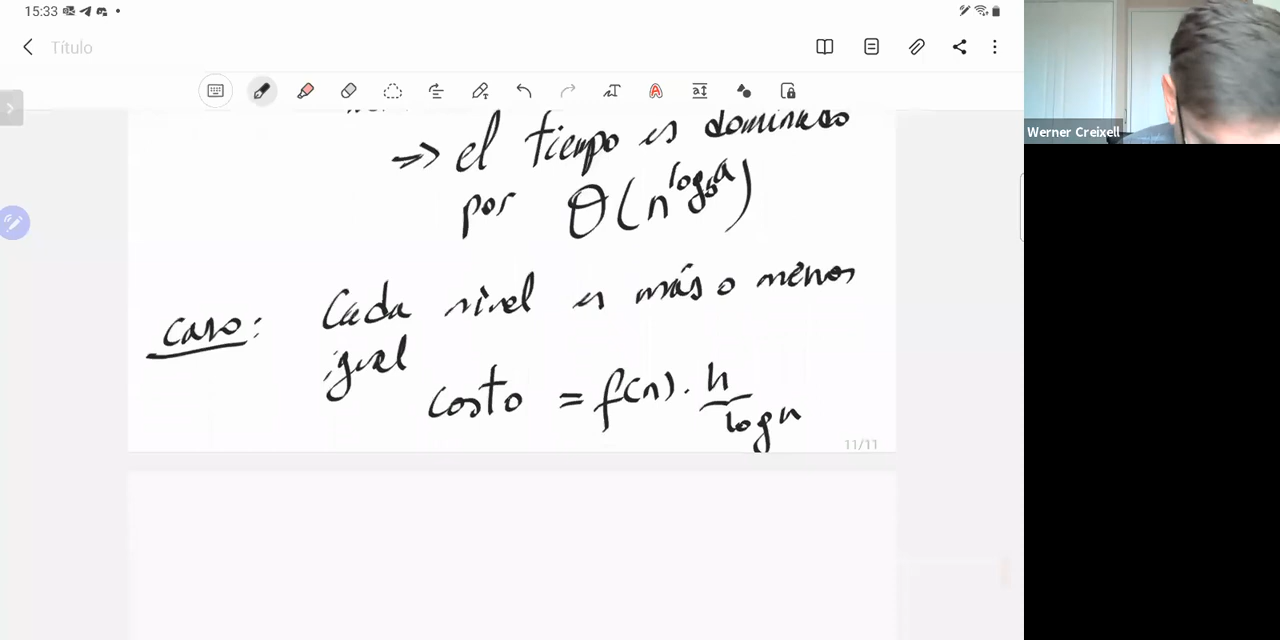 15:33
Título
⇒ el tiempo es dominado
por Θ(n^log_b a)
Caso: Cada nivel es más o menos
igual
costo = f(n) · h
log n
11/11
Werner Creixell